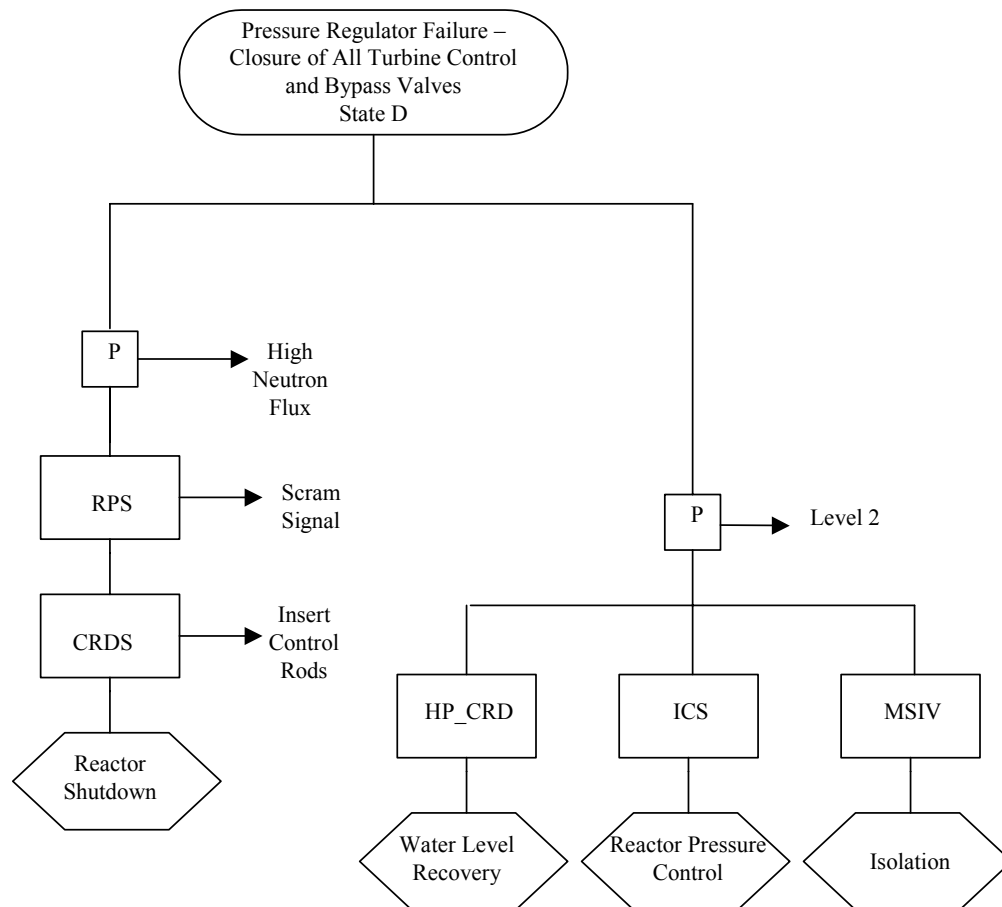 Pressure Regulator Failure –
Closure of All Turbine Control
and Bypass Valves
State D
P
High
Neutron
Flux
RPS
Scram
Signal
CRDS
Insert
Control
Rods
Reactor
Shutdown
P
Level 2
HP_CRD
ICS
MSIV
Water Level
Recovery
Reactor Pressure
Control
Isolation